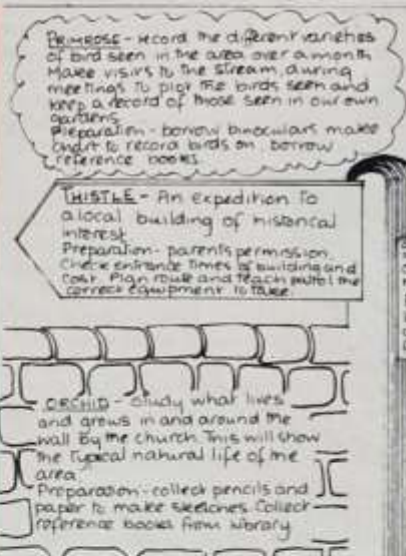 PRIMROSE - record the different varieties
of bird seen in the area over a month
Make visits to the stream, during
meetings to plot the birds seen and
keep a record of those seen in our own
gardens
Preparation - borrow binoculars make
chart to record birds on borrow
reference books.
THISTLE - An expedition to
a local building of historical
interest
Preparation - parents permission.
Check entrance times of building and
cost. Plan route and teach patrol the
correct equipment to take.
ORCHID - Study what lives
and grows in and around the
wall by the church. This will show
the typical natural life of the
area
Preparation - collect pencils and
paper to make sketches. Collect
reference books from library